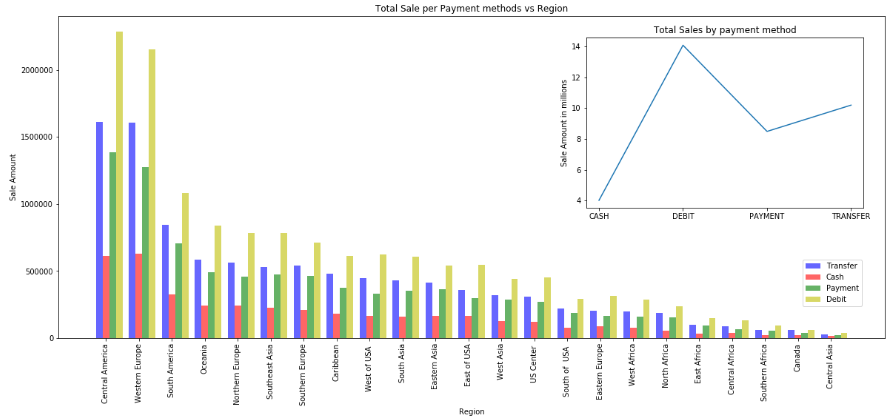 Total Sale per Payment methods vs Region
Sale Amount
2000000
1500000
1000000
500000
0
Total Sales by payment method
Sale Amount in millions
14
12
10
8
6
4
CASH
DEBIT
PAYMENT
TRANSFER
Transfer
Cash
Payment
Debit
Central America
Western Europe
South America
Oceania
Northern Europe
Southeast Asia
Southern Europe
Caribbean
West of USA
South Asia
Eastern Asia
East of USA
West Asia
US Center
South of  USA
Eastern Europe
West Africa
North Africa
East Africa
Central Africa
Southern Africa
Canada
Central Asia
Region